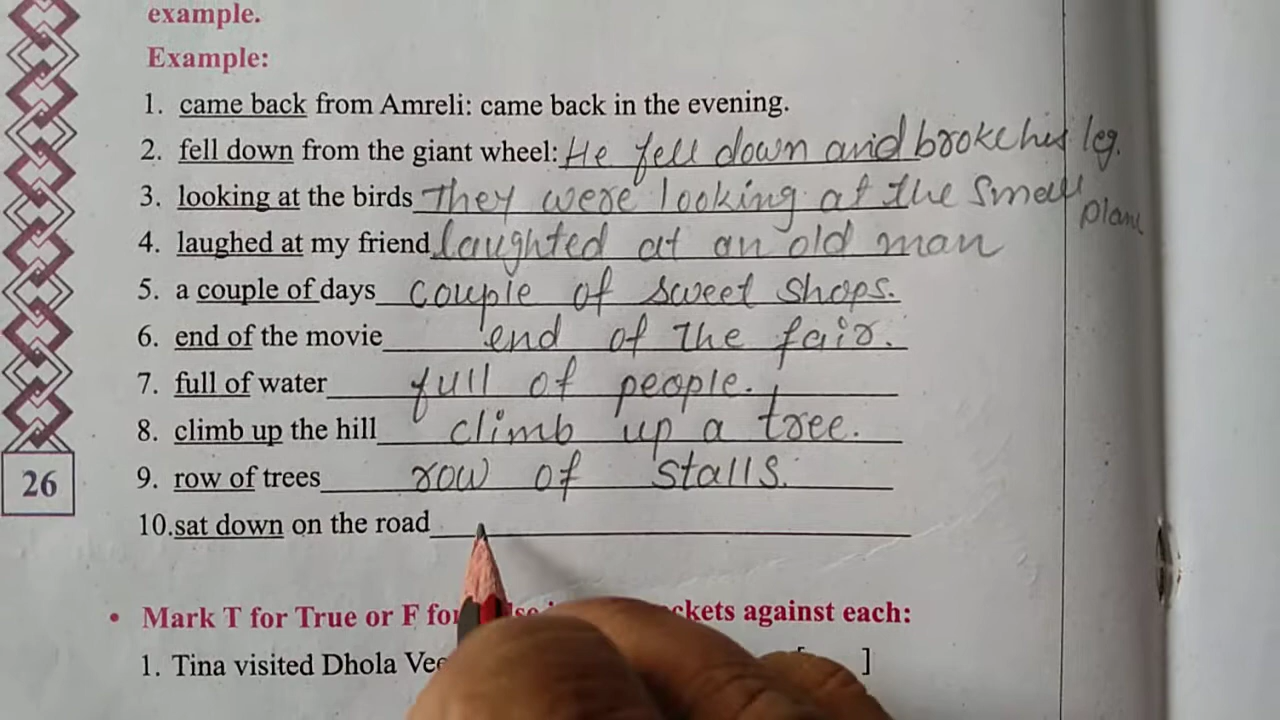 example.
Example:
1. came back from Amreli: came back in the evening.
2. fell down from the giant wheel: He fell down and broke his leg.
3. looking at the birds They were looking at the small plane
4. laughed at my friend laughted at an old man
5. a couple of days couple of sweet shops.
6. end of the movie end of the fair.
7. full of water full of people.
8. climb up the hill climb up a tree.
9. row of trees row of stalls.
26
10.sat down on the road
• Mark T for True or F for against each:
1. Tina visited Dhola [ ]